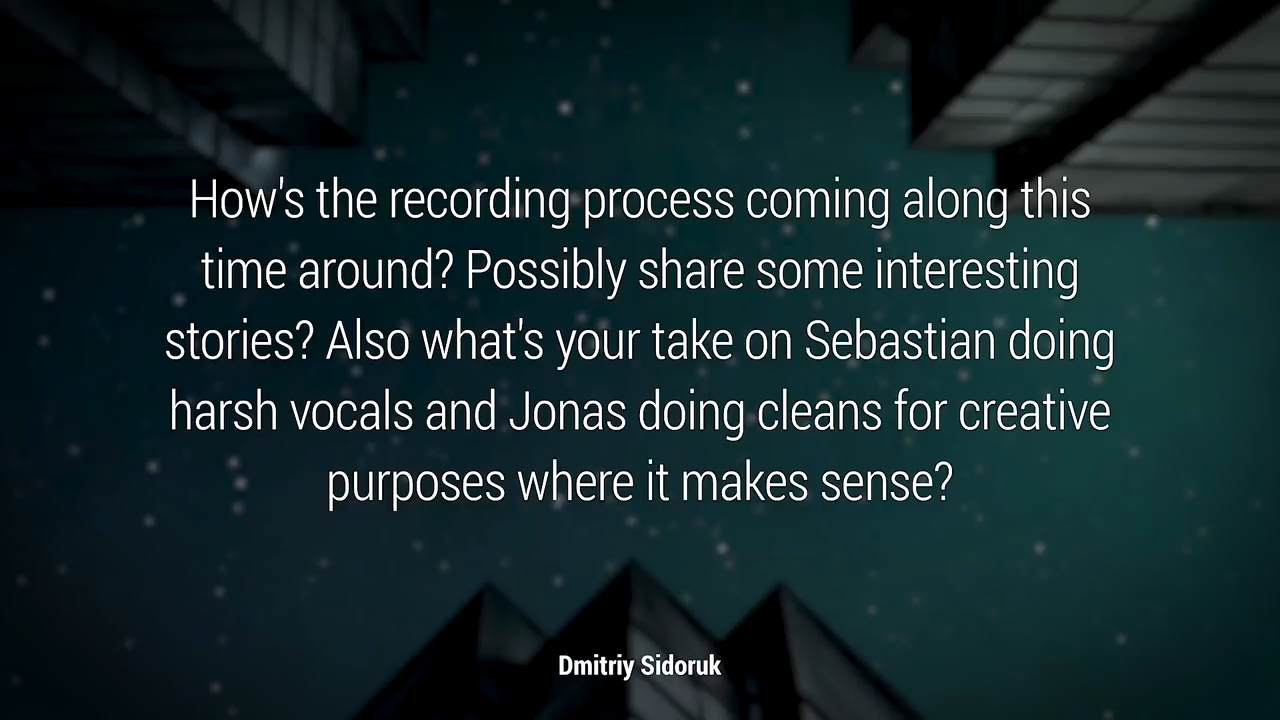 How's the recording process coming along this
time around? Possibly share some interesting
stories? Also what's your take on Sebastian doing
harsh vocals and Jonas doing cleans for creative
purposes where it makes sense?
Dmitriy Sidoruk